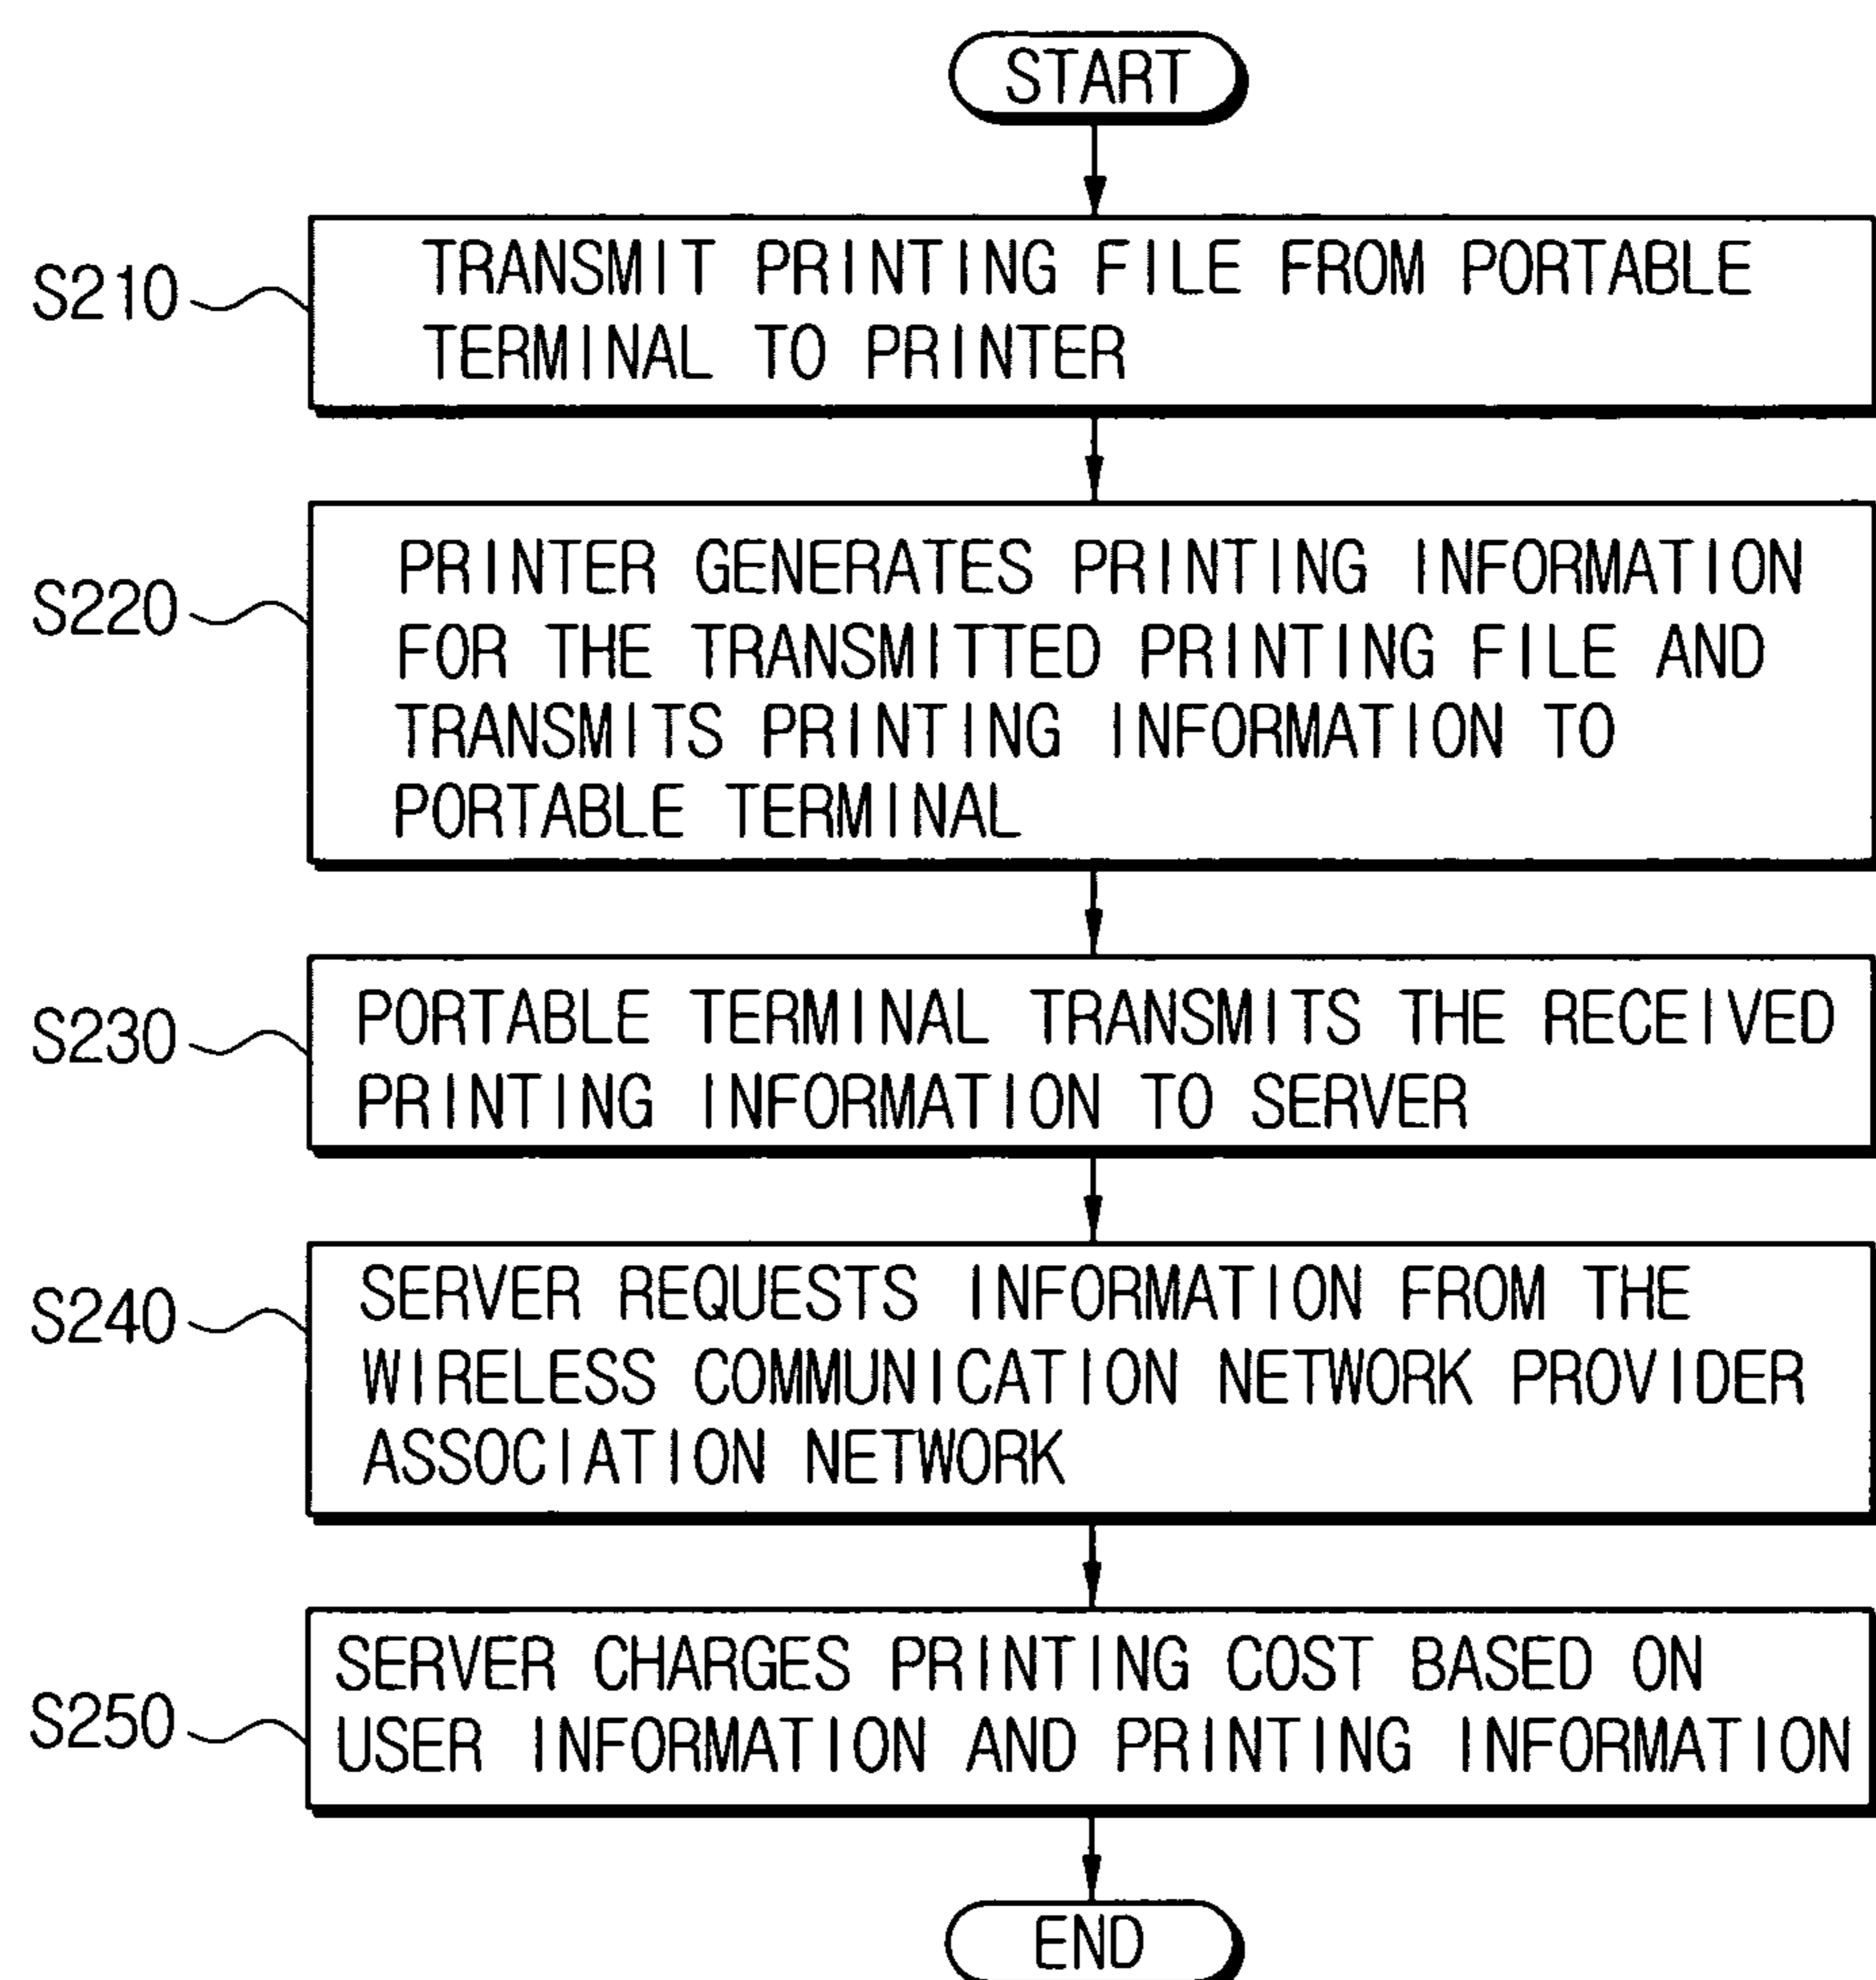 START
S210
TRANSMIT PRINTING FILE FROM PORTABLE
TERMINAL TO PRINTER
S220
PRINTER GENERATES PRINTING INFORMATION
FOR THE TRANSMITTED PRINTING FILE AND
TRANSMITS PRINTING INFORMATION TO
PORTABLE TERMINAL
S230
PORTABLE TERMINAL TRANSMITS THE RECEIVED
PRINTING INFORMATION TO SERVER
S240
SERVER REQUESTS INFORMATION FROM THE
WIRELESS COMMUNICATION NETWORK PROVIDER
ASSOCIATION NETWORK
S250
SERVER CHARGES PRINTING COST BASED ON
USER INFORMATION AND PRINTING INFORMATION
END